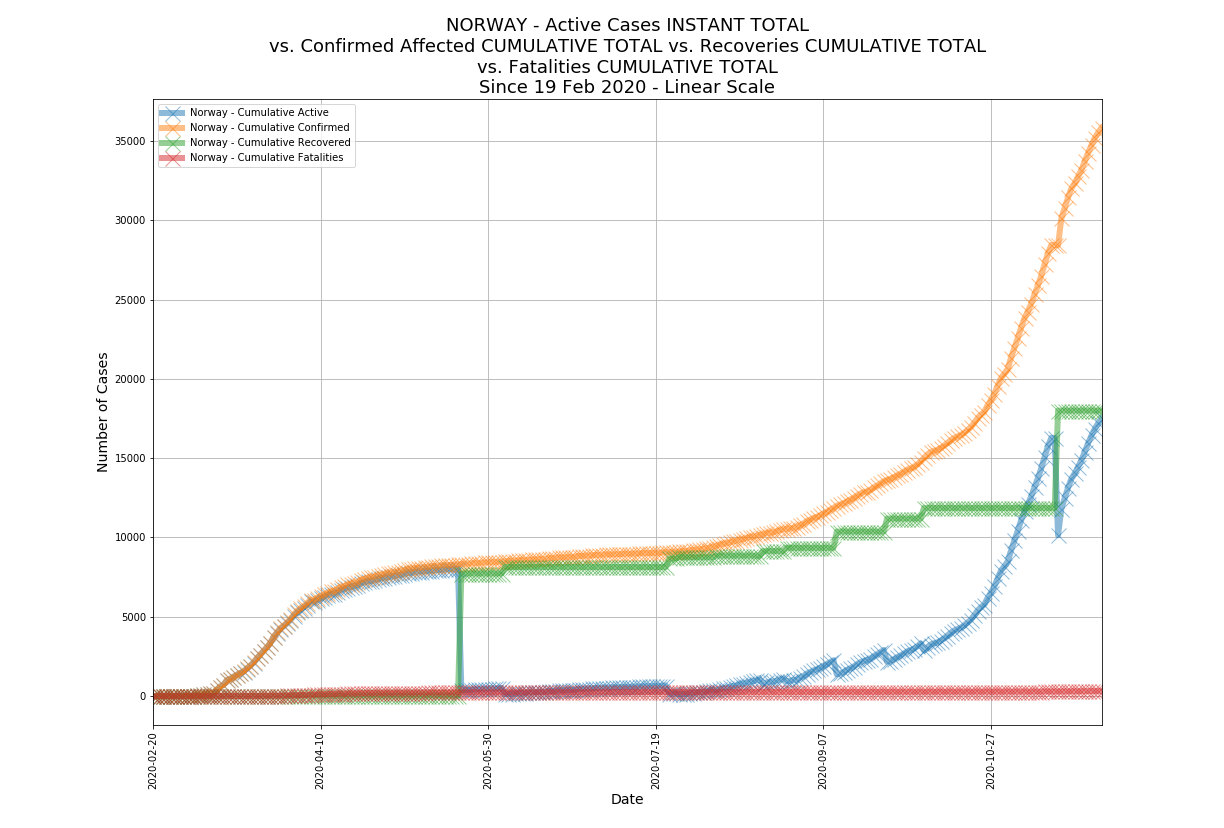 NORWAY - Active Cases INSTANT TOTAL
vs. Confirmed Affected CUMULATIVE TOTAL vs. Recoveries CUMULATIVE TOTAL
vs. Fatalities CUMULATIVE TOTAL
Since 19 Feb 2020 - Linear Scale
Norway - Cumulative Active
Norway - Cumulative Confirmed
Norway - Cumulative Recovered
Norway - Cumulative Fatalities
Number of Cases
35000
30000
25000
20000
15000
10000
5000
0
2020-02-20
2020-04-10
2020-05-30
2020-07-19
2020-09-07
2020-10-27
Date